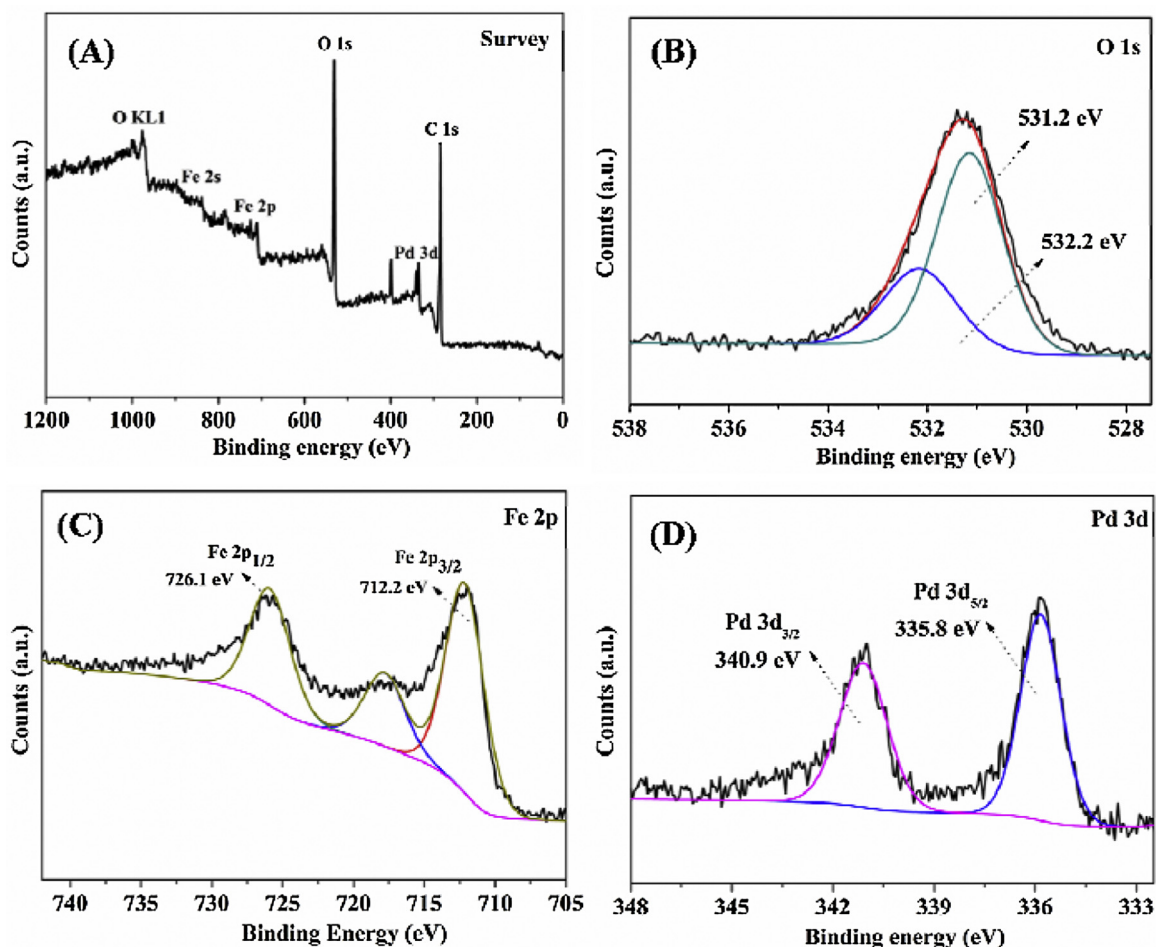 (A)
Survey
O 1s
O KL1
C 1s
Fe 2s
Fe 2p
Pd 3d
Counts (a.u.)
1200 1000 800 600 400 200 0
Binding energy (eV)
(B)
O 1s
531.2 eV
532.2 eV
Counts (a.u.)
538 536 534 532 530 528
Binding energy (eV)
(C)
Fe 2p
Fe 2p1/2
726.1 eV
Fe 2p3/2
712.2 eV
Counts (a.u.)
740 735 730 725 720 715 710 705
Binding Energy (eV)
(D)
Pd 3d
Pd 3d5/2
335.8 eV
Pd 3d3/2
340.9 eV
Counts (a.u.)
348 345 342 339 336 333
Binding energy (eV)